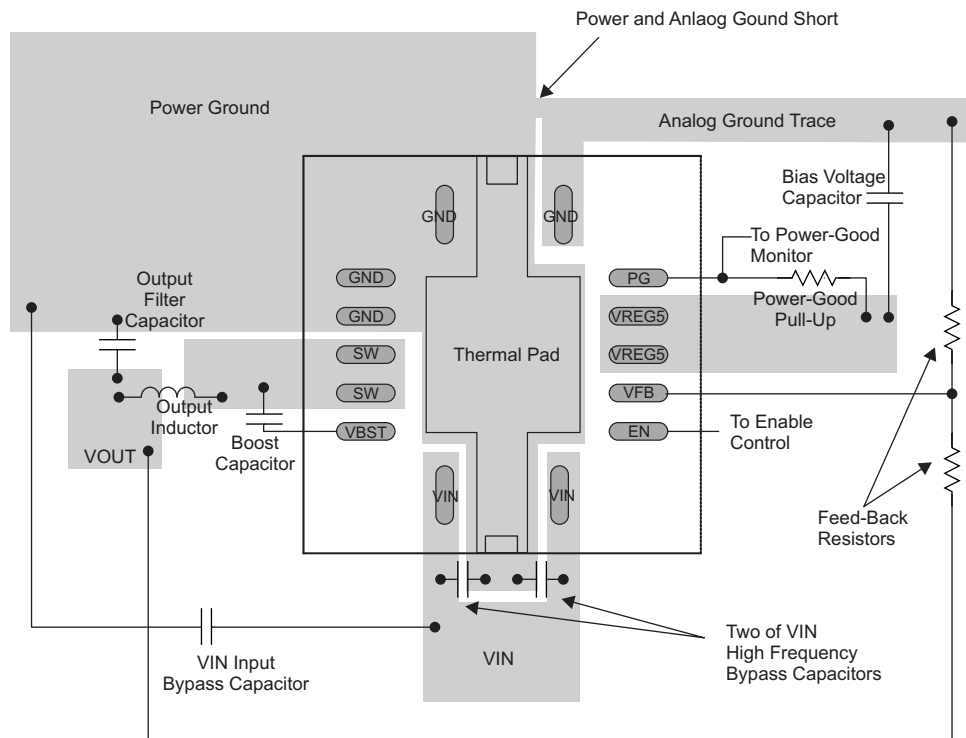 Power and Anlaog Gound Short
Power Ground
Analog Ground Trace
Bias Voltage
Capacitor
GND
GND
To Power-Good
Monitor
Output
Filter
Capacitor
GND
PG
Power-Good
Pull-Up
GND
VREG5
SW
Thermal Pad
VREG5
SW
VFB
Output
Inductor
VBST
EN
To Enable
Control
Boost
Capacitor
VOUT
VIN
VIN
Feed-Back
Resistors
Two of VIN
High Frequency
Bypass Capacitors
VIN
VIN Input
Bypass Capacitor